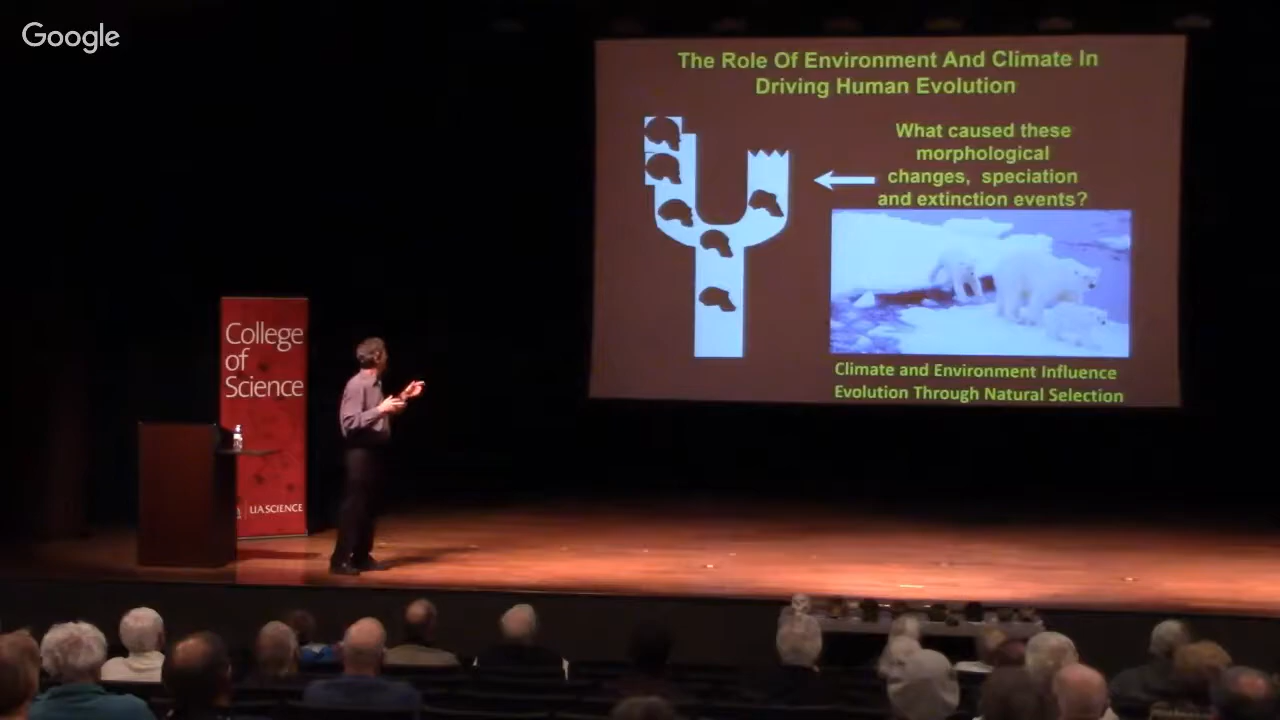 Google
The Role Of Environment And Climate In
Driving Human Evolution
What caused these
morphological
changes, speciation
and extinction events?
Climate and Environment Influence
Evolution Through Natural Selection
College
of
Science
UA SCIENCE